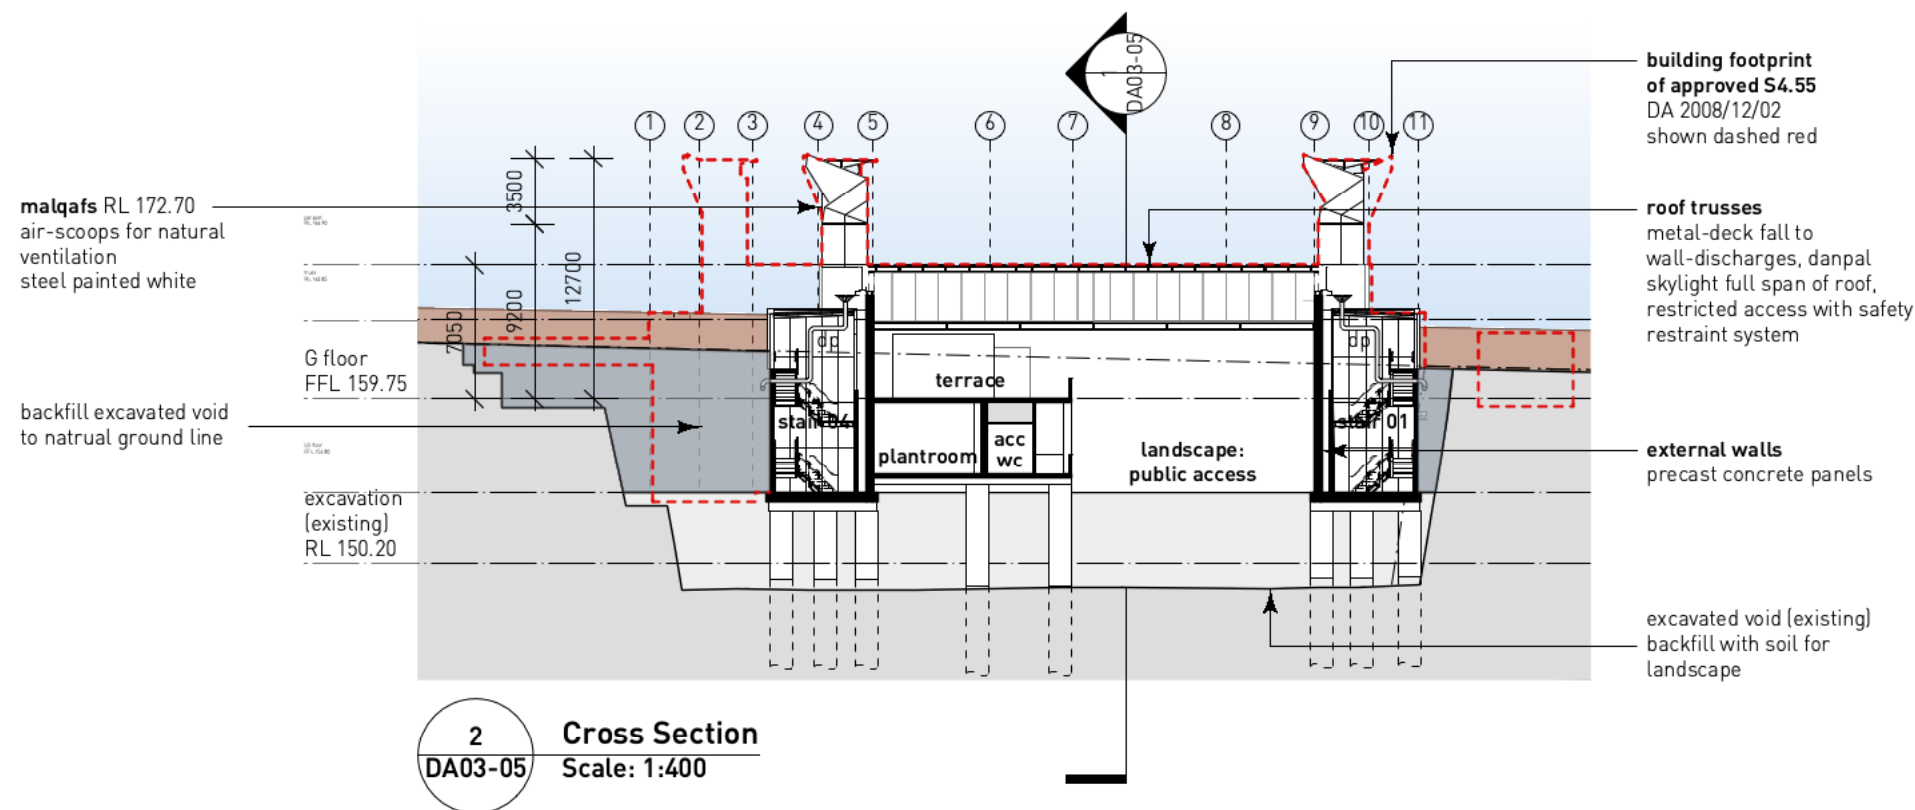 1
DA03-05
building footprint
of approved S4.55
DA 2008/12/02
shown dashed red
1
2
3
4
5
6
7
8
9
10
11
3500
12700
9200
7050
malqafs RL 172.70
air-scoops for natural
ventilation
steel painted white
roof trusses
metal-deck fall to
wall-discharges, danpal
skylight full span of roof,
restricted access with safety
restraint system
G floor
FFL 159.75
dp
dp
terrace
backfill excavated void
to natrual ground line
stair 04
stair 01
plantroom
acc
wc
landscape:
public access
external walls
precast concrete panels
excavation
(existing)
RL 150.20
excavated void (existing)
backfill with soil for
landscape
2
DA03-05
Cross Section
Scale: 1:400